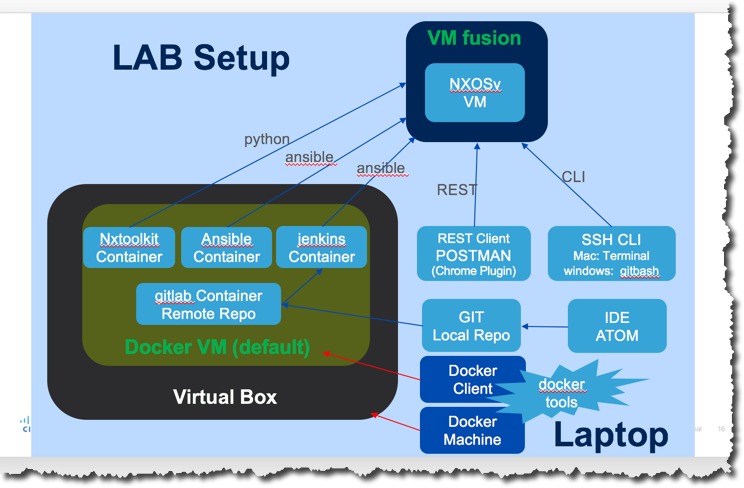 LAB Setup
VM fusion
NXOSv
VM
python
ansible
ansible
REST
CLI
Nxtoolkit
Container
Ansible
Container
jenkins
Container
REST Client
POSTMAN
(Chrome Plugin)
SSH CLI
Mac: Terminal
windows: gitbash
gitlab Container
Remote Repo
GIT
Local Repo
IDE
ATOM
Docker VM (default)
Docker
Client
docker
tools
Virtual Box
Docker
Machine
Laptop
16